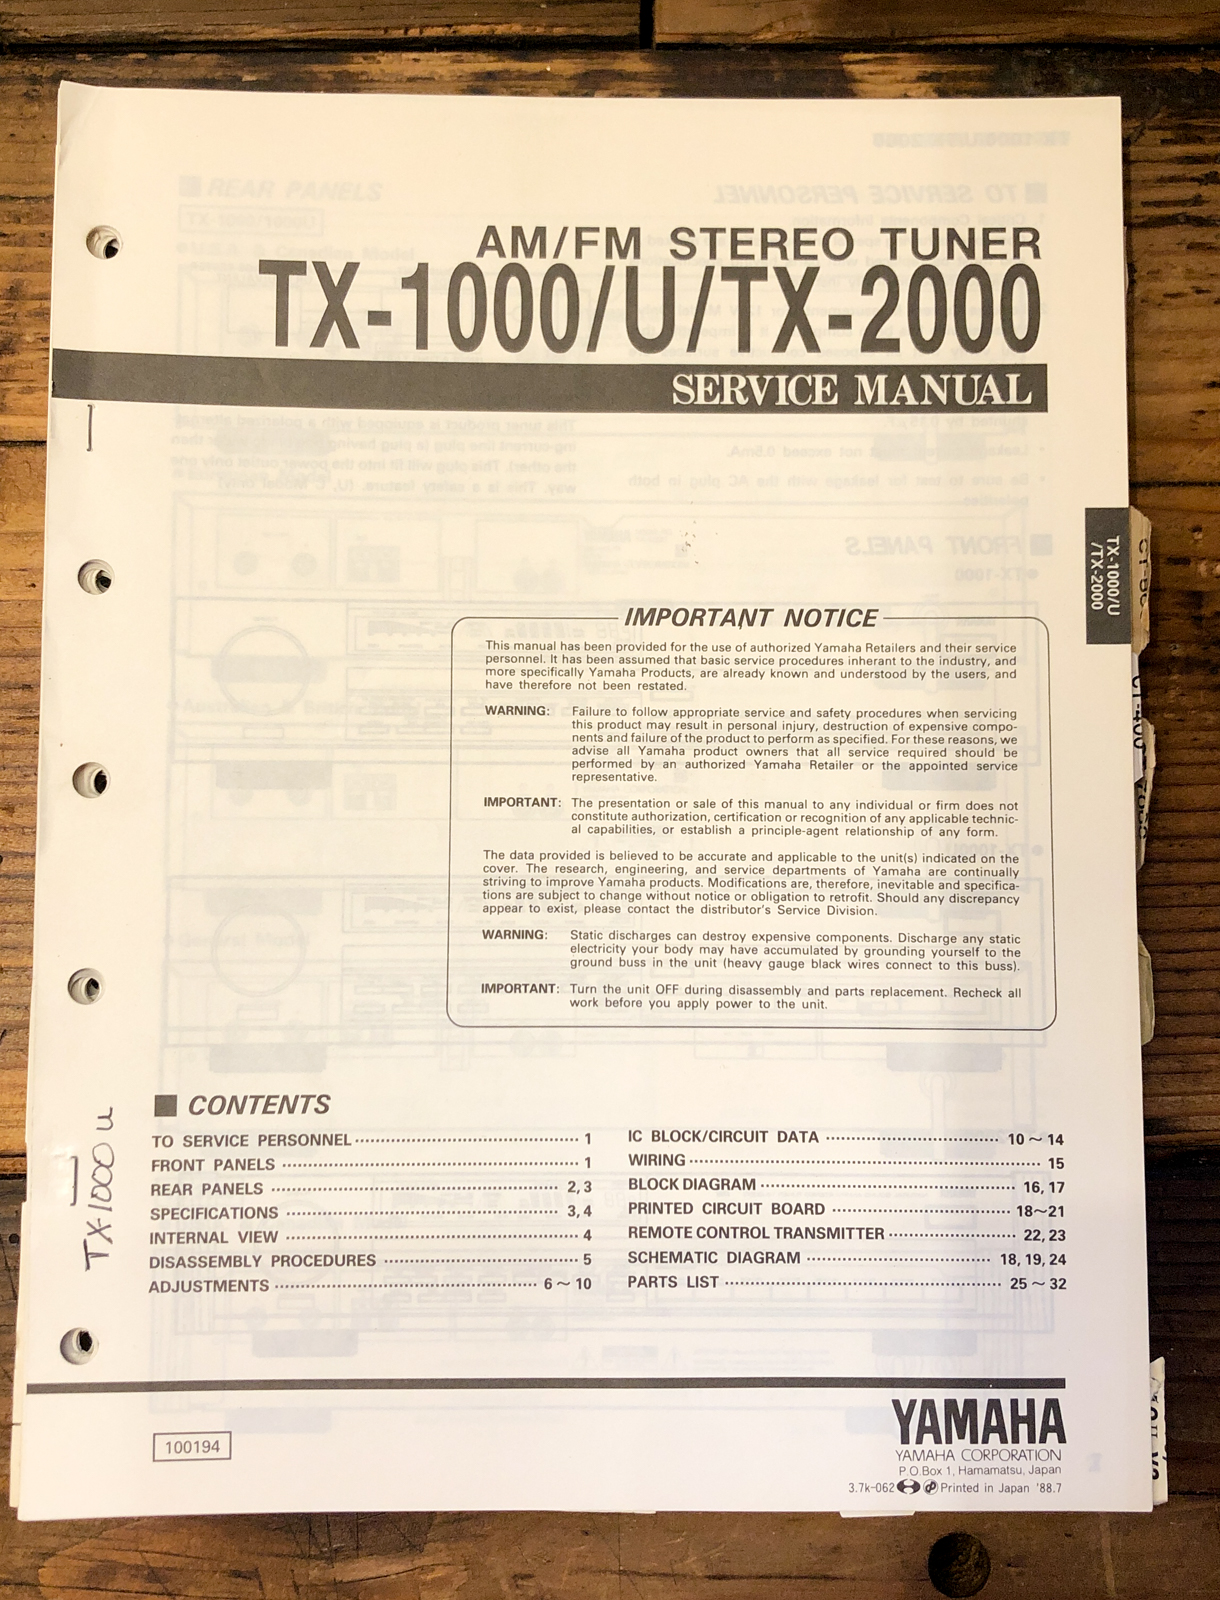 AM/FM STEREO TUNER
TX-1000/U/TX-2000
SERVICE MANUAL
TX-1000/U
/TX-2000
IMPORTANT NOTICE
This manual has been provided for the use of authorized Yamaha Retailers and their service
personnel. It has been assumed that basic service procedures inherant to the industry, and
more specifically Yamaha Products, are already known and understood by the users, and
have therefore not been restated.
WARNING: Failure to follow appropriate service and safety procedures when servicing
this product may result in personal injury, destruction of expensive compo-
nents and failure of the product to perform as specified. For these reasons, we
advise all Yamaha product owners that all service required should be
performed by an authorized Yamaha Retailer or the appointed service
representative.
IMPORTANT: The presentation or sale of this manual to any individual or firm does not
constitute authorization, certification or recognition of any applicable technic-
al capabilities, or establish a principle-agent relationship of any form.
The data provided is believed to be accurate and applicable to the unit(s) indicated on the
cover. The research, engineering, and service departments of Yamaha are continually
striving to improve Yamaha products. Modifications are, therefore, inevitable and specifica-
tions are subject to change without notice or obligation to retrofit. Should any discrepancy
appear to exist, please contact the distributor's Service Division.
WARNING: Static discharges can destroy expensive components. Discharge any static
electricity your body may have accumulated by grounding yourself to the
ground buss in the unit (heavy gauge black wires connect to this buss).
IMPORTANT: Turn the unit OFF during disassembly and parts replacement. Recheck all
work before you apply power to the unit.
TX-1000 u
■ CONTENTS
TO SERVICE PERSONNEL 1
FRONT PANELS 1
REAR PANELS 2, 3
SPECIFICATIONS 3, 4
INTERNAL VIEW 4
DISASSEMBLY PROCEDURES 5
ADJUSTMENTS 6 ~ 10
IC BLOCK/CIRCUIT DATA 10 ~ 14
WIRING 15
BLOCK DIAGRAM 16, 17
PRINTED CIRCUIT BOARD 18~21
REMOTE CONTROL TRANSMITTER 22, 23
SCHEMATIC DIAGRAM 18, 19, 24
PARTS LIST 25 ~ 32
100194
YAMAHA
YAMAHA CORPORATION
P.O.Box 1, Hamamatsu, Japan
3.7k-062 Printed in Japan '88.7